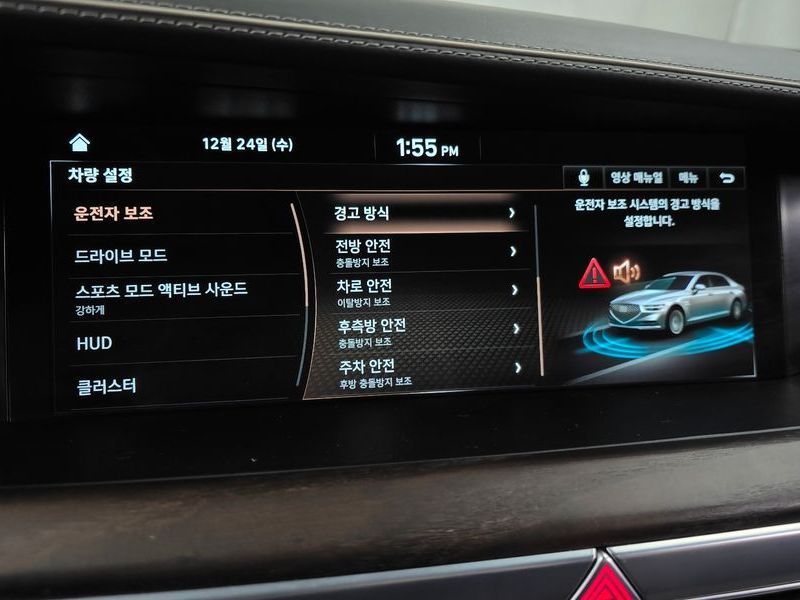 12월 24일 (수)
1:55 PM
차량 설정
영상 매뉴얼
메뉴
운전자 보조
드라이브 모드
스포츠 모드 액티브 사운드
강하게
HUD
클러스터
경고 방식
전방 안전
충돌방지 보조
차로 안전
이탈방지 보조
후측방 안전
충돌방지 보조
주차 안전
후방 충돌방지 보조
운전자 보조 시스템의 경고 방식을
설정합니다.